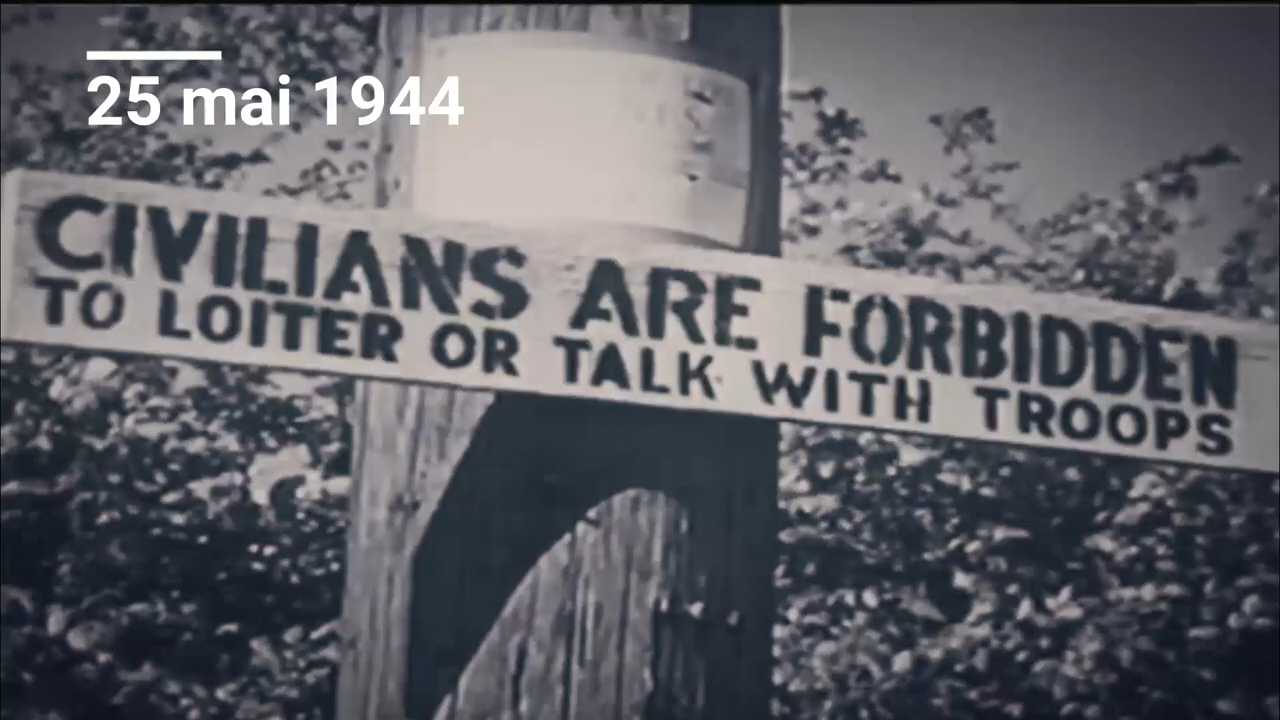 25 mai 1944
CIVILIANS ARE FORBIDDEN
TO LOITER OR TALK WITH TROOPS